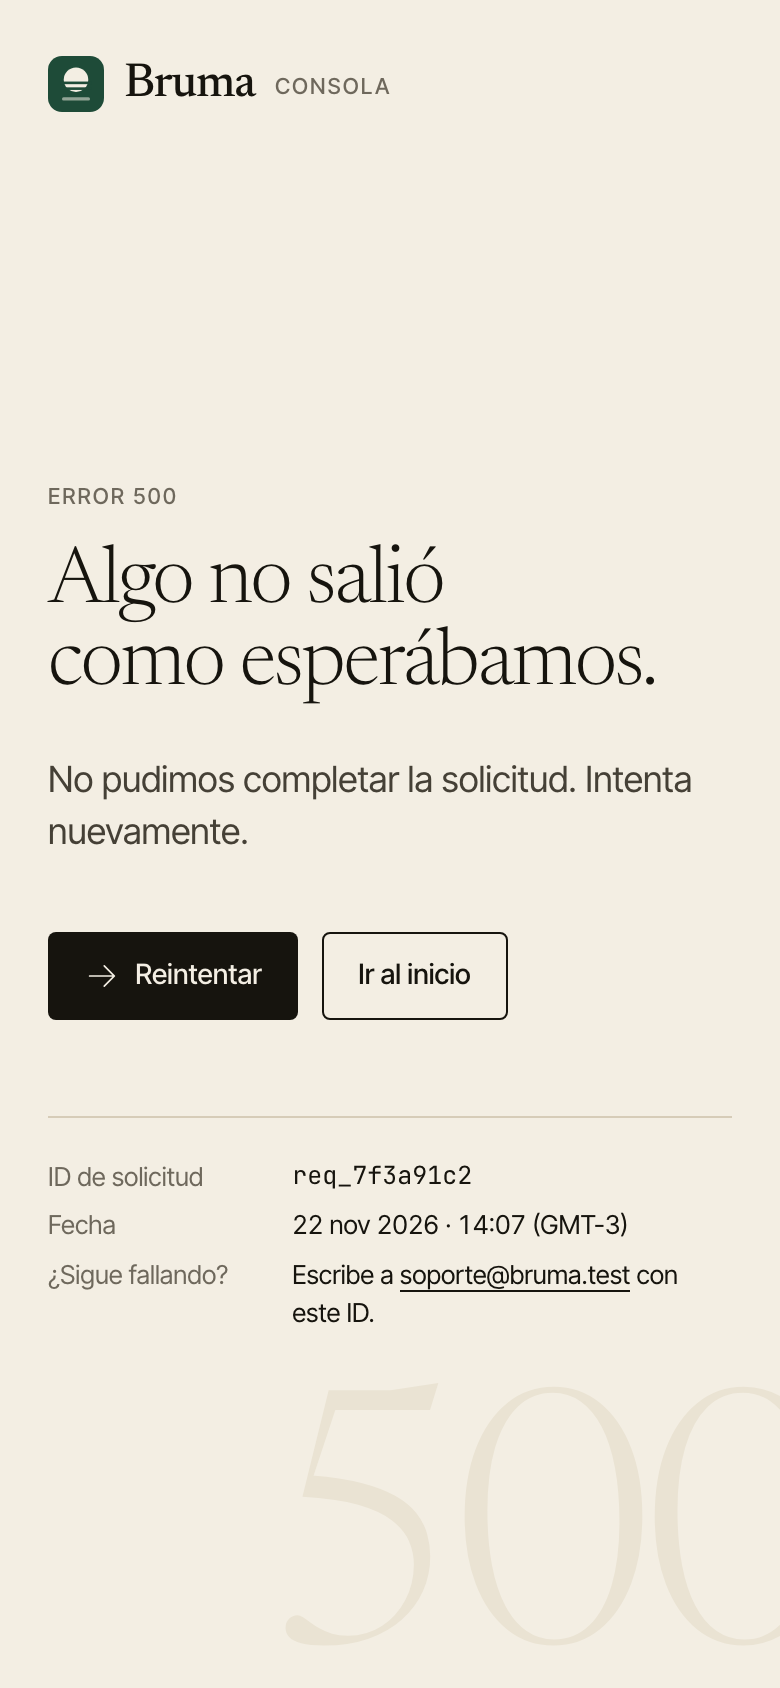 Bruma CONSOLA
ERROR 500
Algo no salió
como esperábamos.
No pudimos completar la solicitud. Intenta
nuevamente.
Reintentar
Ir al inicio
ID de solicitud req_7f3a91c2
Fecha 22 nov 2026 · 14:07 (GMT-3)
¿Sigue fallando? Escribe a soporte@bruma.test con
este ID.
500